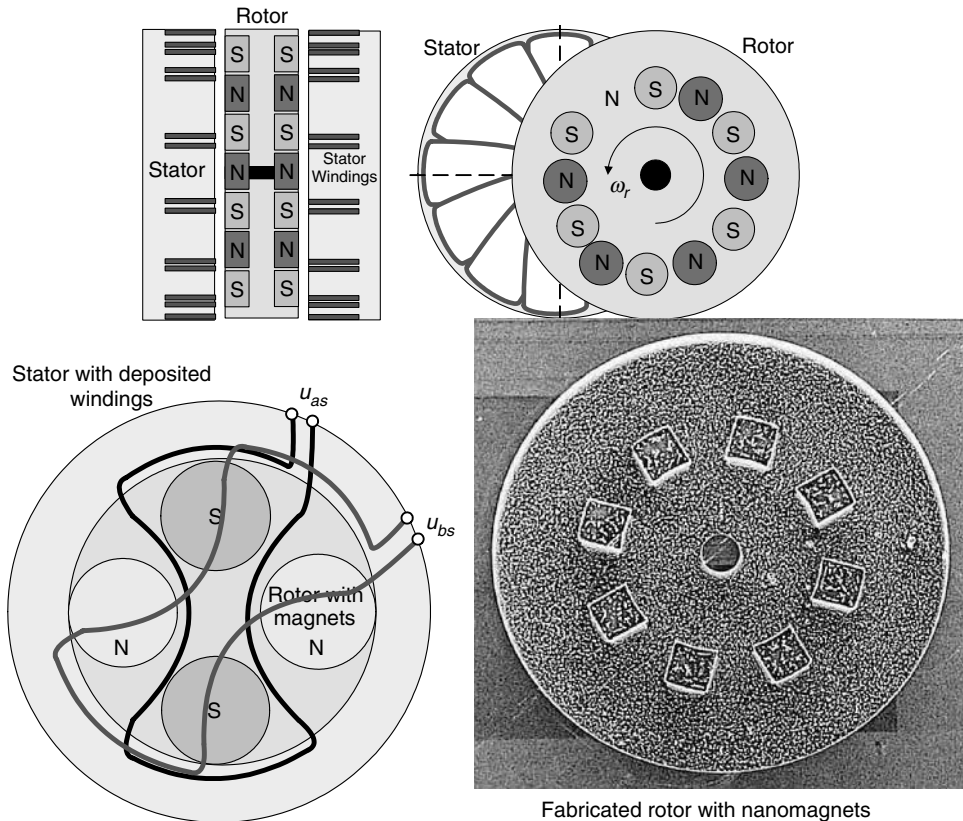 Rotor
S S
N N
S S
Stator N N Stator
Windings
S S
N N
S S
Stator Rotor
N S N
S S
N ωr N
S S
N S N
Stator with deposited
windings
uas
ubs
S
Rotor with
magnets
N N
S
Fabricated rotor with nanomagnets